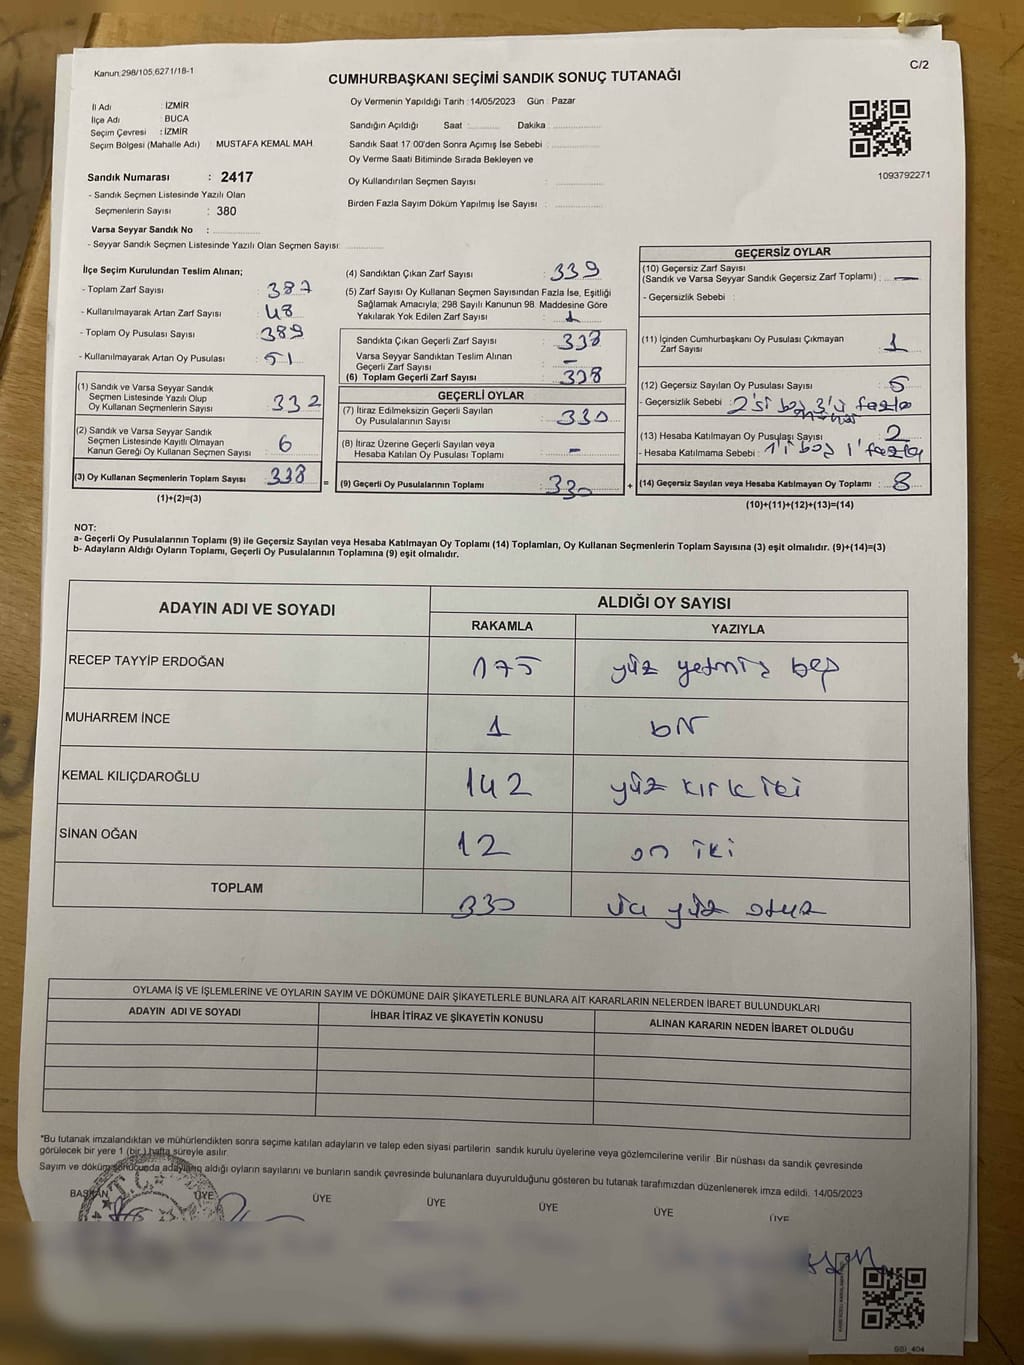 Kanun:298/105,6271/18-1
C/2
CUMHURBAŞKANI SEÇİMİ SANDIK SONUÇ TUTANAĞI
İl Adı : İZMİR
İlçe Adı : BUCA
Seçim Çevresi : İZMİR
Seçim Bölgesi (Mahalle Adı) MUSTAFA KEMAL MAH
Sandık Numarası : 2417
- Sandık Seçmen Listesinde Yazılı Olan
Seçmenlerin Sayısı : 380
Varsa Seyyar Sandık No :
- Seyyar Sandık Seçmen Listesinde Yazılı Olan Seçmen Sayısı:
Oy Vermenin Yapıldığı Tarih : 14/05/2023 Gün : Pazar
Sandığın Açıldığı Saat : Dakika :
Sandık Saat 17 00'den Sonra Açımış İse Sebebi :
Oy Verme Saati Bitiminde Sırada Bekleyen ve
Oy Kullandırılan Seçmen Sayısı :
Birden Fazla Sayım Döküm Yapılmış İse Sayısı :
1093792271
İlçe Seçim Kurulundan Teslim Alınan;
- Toplam Zarf Sayısı : 387
- Kullanılmayarak Artan Zarf Sayısı : 48
- Toplam Oy Pusulası Sayısı : 389
- Kullanılmayarak Artan Oy Pusulası : 51
(1) Sandık ve Varsa Seyyar Sandık
Seçmen Listesinde Yazılı Olup
Oy Kullanan Seçmenlerin Sayısı : 332
(2) Sandık ve Varsa Seyyar Sandık
Seçmen Listesinde Kayıtlı Olmayan
Kanun Gereği Oy Kullanan Seçmen Sayısı : 6
(3) Oy Kullanan Seçmenlerin Toplam Sayısı : 338
(1)+(2)=(3)
(4) Sandıktan Çıkan Zarf Sayısı : 339
(5) Zarf Sayısı Oy Kullanan Seçmen Sayısından Fazla İse, Eşitliği
Sağlamak Amacıyla, 298 Sayılı Kanunun 98. Maddesine Göre
Yakılarak Yok Edilen Zarf Sayısı : 1
Sandıkta Çıkan Geçerli Zarf Sayısı : 338
Varsa Seyyar Sandıktan Teslim Alınan
Geçerli Zarf Sayısı : -
(6) Toplam Geçerli Zarf Sayısı : 338
GEÇERLİ OYLAR
(7) İtiraz Edilmeksizin Geçerli Sayılan
Oy Pusulasının Sayısı : 330
(8) İtiraz Üzerine Geçerli Sayılan veya
Hesaba Katılan Oy Pusulası Toplamı : -
= (9) Geçerli Oy Pusulalarının Toplamı : 330
GEÇERSİZ OYLAR
(10) Geçersiz Zarf Sayısı
(Sandık ve Varsa Seyyar Sandık Geçersiz Zarf Toplamı) : -
- Geçersizlik Sebebi :
(11) İçinden Cumhurbaşkanı Oy Pusulası Çıkmayan
Zarf Sayısı : 1
(12) Geçersiz Sayılan Oy Pusulası Sayısı : 5
- Geçersizlik Sebebi : 2'si boş 3'ü fazla
(13) Hesaba Katılmayan Oy Pusulası Sayısı : 2
- Hesaba Katılmama Sebebi : 1'i boş 1'fazla
+ (14) Geçersiz Sayılan veya Hesaba Katılmayan Oy Toplamı : 8
(10)+(11)+(12)+(13)=(14)
NOT:
a- Geçerli Oy Pusulalarının Toplamı (9) ile Geçersiz Sayılan veya Hesaba Katılmayan Oy Toplamı (14) Toplamları, Oy Kullanan Seçmenlerin Toplam Sayısına (3) eşit olmalıdır. (9)+(14)=(3)
b- Adayların Aldığı Oyların Toplamı, Geçerli Oy Pusulalarının Toplamına (9) eşit olmalıdır.
ADAYIN ADI VE SOYADI ALDIĞI OY SAYISI
RAKAMLA YAZIYLA
RECEP TAYYİP ERDOĞAN 175 yüz yetmiş beş
MUHARREM İNCE 1 bir
KEMAL KILIÇDAROĞLU 142 yüz kırk iki
SİNAN OĞAN 12 on iki
TOPLAM 330 üç yüz otuz
OYLAMA İŞ VE İŞLEMLERİNE VE OYLARIN SAYIM VE DÖKÜMÜNE DAİR ŞİKAYETLERLE BUNLARA AİT KARARLARIN NELERDEN İBARET BULUNDUKLARI
ADAYIN ADI VE SOYADI İHBAR İTİRAZ VE ŞİKAYETİN KONUSU ALINAN KARARIN NEDEN İBARET OLDUĞU
*Bu tutanak imzalandıktan ve mühürlendikten sonra seçime katılan adayların ve talep eden siyasi partilerin sandık kurulu üyelerine veya gözlemcilerine verilir .Bir nüshası da sandık çevresinde
görülecek bir yere 1 (bir ) hafta süreyle asılır.
Sayım ve döküm sonucunda adayların aldığı oyların sayılarını ve bunların sandık çevresinde bulunanlara duyurulduğunu gösteren bu tutanak tarafımızdan düzenlenerek imza edildi. 14/05/2023
BAŞKAN ÜYE ÜYE ÜYE ÜYE ÜYE ÜYE
SBİ_404